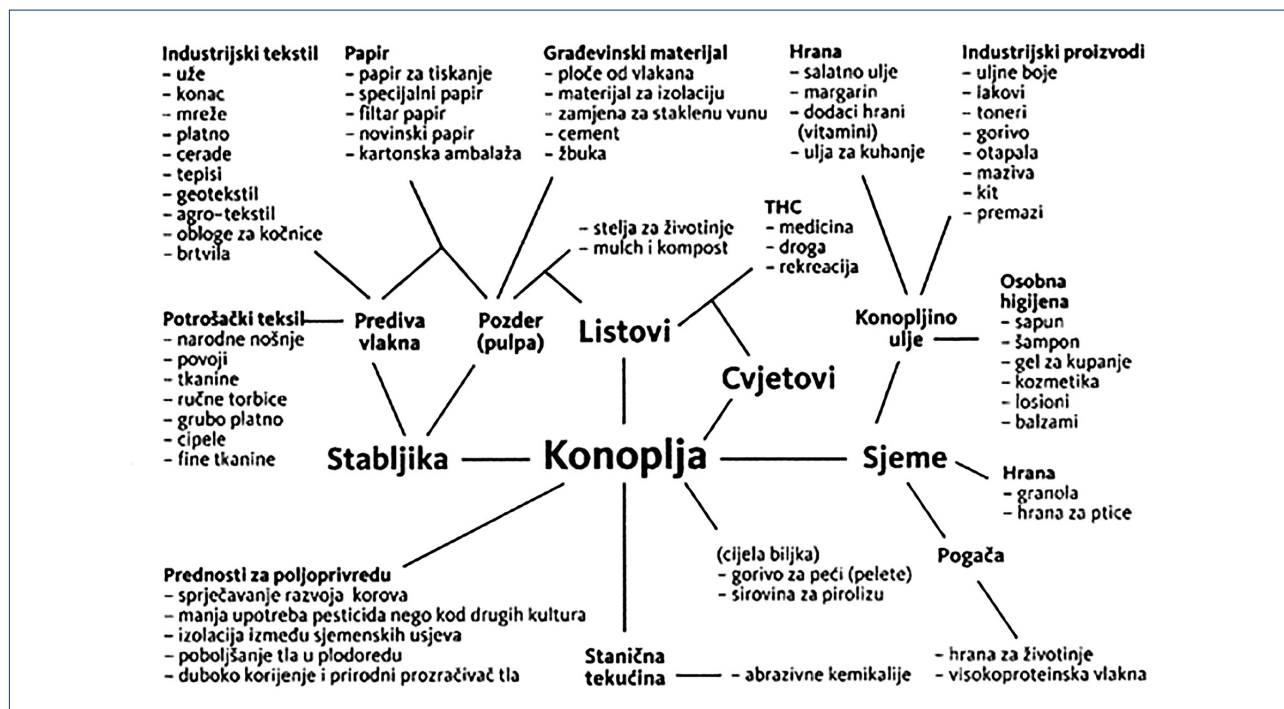 Industrijski tekstil
– uže
– konac
– mreže
– platno
– cerade
– tepisi
– geotekstil
– agro-tekstil
– obloge za kočnice
– brtvila
Papir
– papir za tiskanje
– specijalni papir
– filtar papir
– novinski papir
– kartonska ambalaža
Građevinski materijal
– ploče od vlakana
– materijal za izolaciju
– zamjena za staklenu vunu
– cement
– žbuka
Hrana
– salatno ulje
– margarin
– dodaci hrani
(vitamini)
– ulja za kuhanje
Industrijski proizvodi
– uljne boje
– lakovi
– toneri
– gorivo
– otapala
– maziva
– kit
– premazi
– stelja za životinje
– mulch i kompost
THC
– medicina
– droga
– rekreacija
Osobna
higijena
– sapun
– šampon
– gel za kupanje
– kozmetika
– losioni
– balzami
Potrošački teksil
– narodne nošnje
– povoji
– tkanine
– ručne torbice
– grubo platno
– cipele
– fine tkanine
Prediva
vlakna
Pozder
(pulpa)
Listovi
Cvjetovi
Konopljino
ulje
Stabljika
Konoplja
Sjeme
Hrana
– granola
– hrana za ptice
Prednosti za poljoprivredu
– sprječavanje razvoja korova
– manja upotreba pesticida nego kod drugih kultura
– izolacija između sjemenskih usjeva
– poboljšanje tla u plodoredu
– duboko korijenje i prirodni prozračivač tla
(cijela biljka)
– gorivo za peći (pelete)
– sirovina za pirolizu
Pogača
Stanična
tekućina
– abrazivne kemikalije
– hrana za životinje
– visokoproteinska vlakna